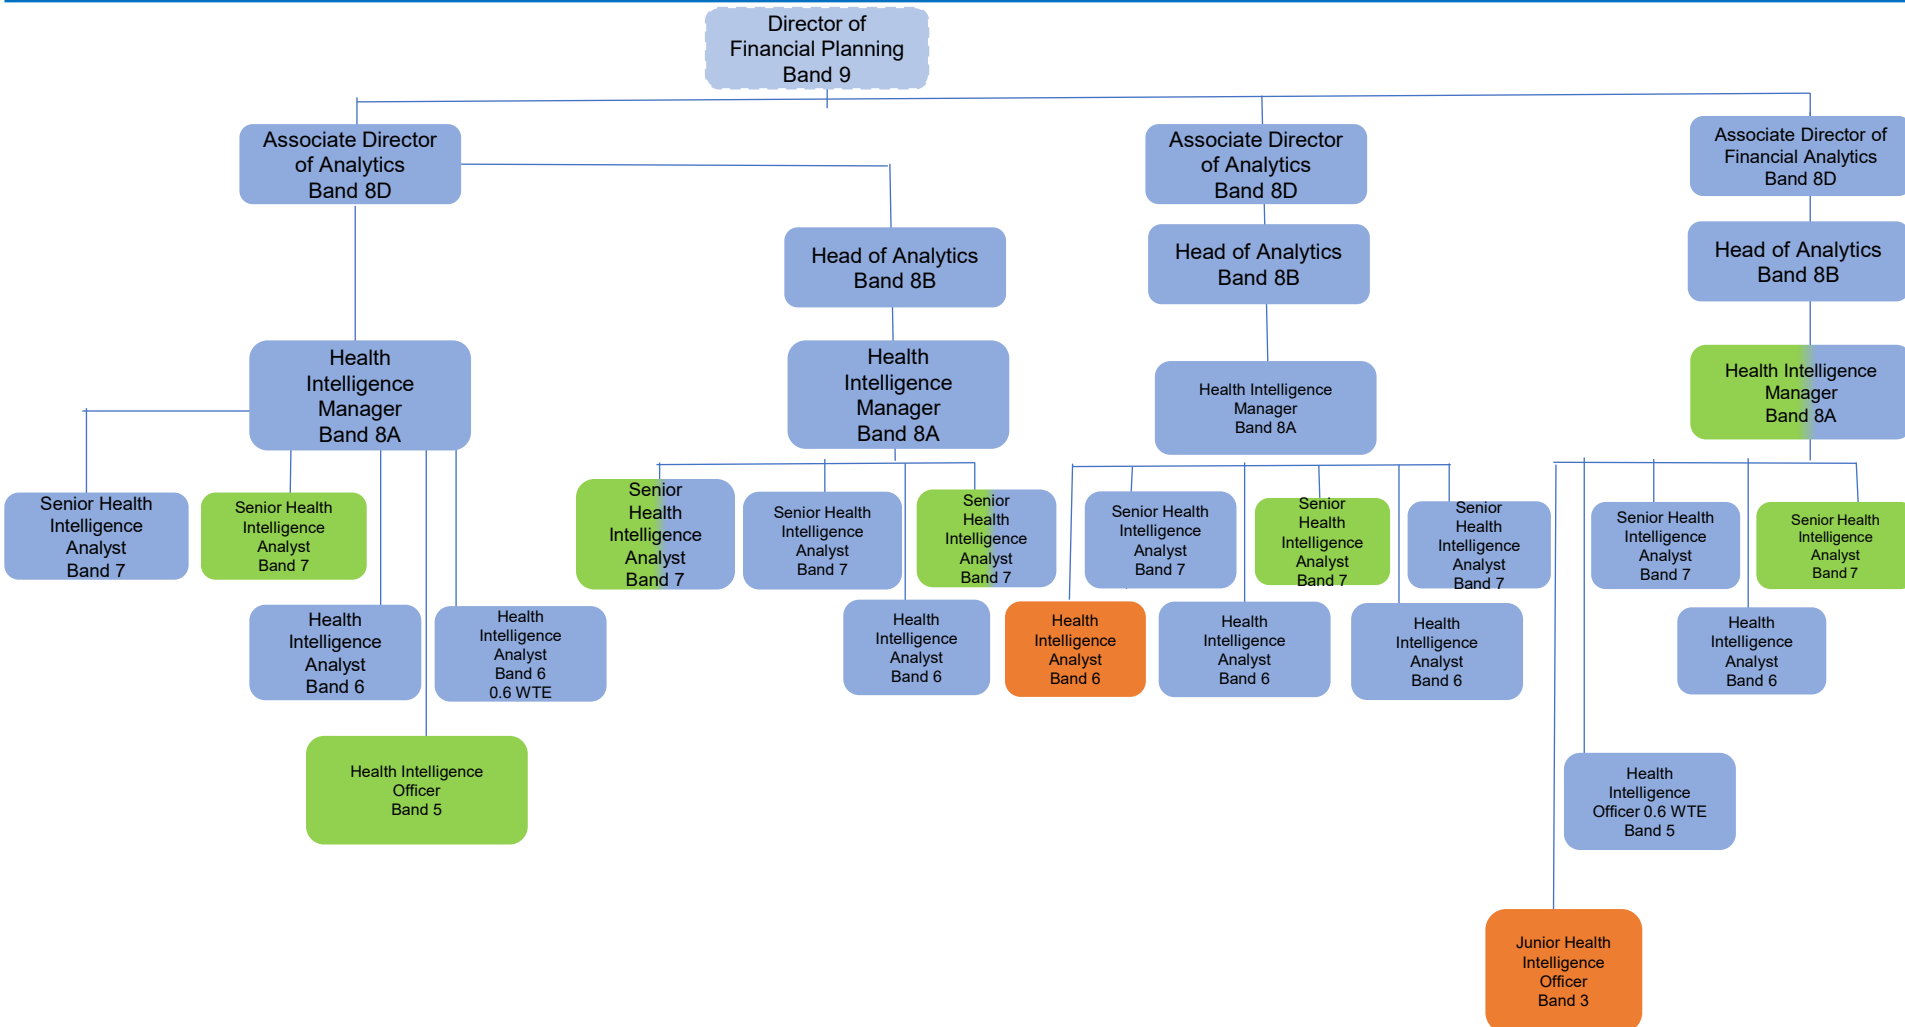 Director of
Financial Planning
Band 9
Associate Director
of Analytics
Band 8D
Associate Director
of Analytics
Band 8D
Associate Director of
Financial Analytics
Band 8D
Head of Analytics
Band 8B
Head of Analytics
Band 8B
Head of Analytics
Band 8B
Health
Intelligence
Manager
Band 8A
Health
Intelligence
Manager
Band 8A
Health Intelligence
Manager
Band 8A
Health Intelligence
Manager
Band 8A
Senior Health
Intelligence
Analyst
Band 7
Senior Health
Intelligence
Analyst
Band 7
Senior
Health
Intelligence
Analyst
Band 7
Senior Health
Intelligence
Analyst
Band 7
Senior
Health
Intelligence
Analyst
Band 7
Senior Health
Intelligence
Analyst
Band 7
Senior
Health
Intelligence
Analyst
Band 7
Senior
Health
Intelligence
Analyst
Band 7
Senior Health
Intelligence
Analyst
Band 7
Senior Health
Intelligence
Analyst
Band 7
Health
Intelligence
Analyst
Band 6
Health
Intelligence
Analyst
Band 6
0.6 WTE
Health
Intelligence
Analyst
Band 6
Health
Intelligence
Analyst
Band 6
Health
Intelligence
Analyst
Band 6
Health
Intelligence
Analyst
Band 6
Health
Intelligence
Analyst
Band 6
Health Intelligence
Officer
Band 5
Health
Intelligence
Officer 0.6 WTE
Band 5
Junior Health
Intelligence
Officer
Band 3